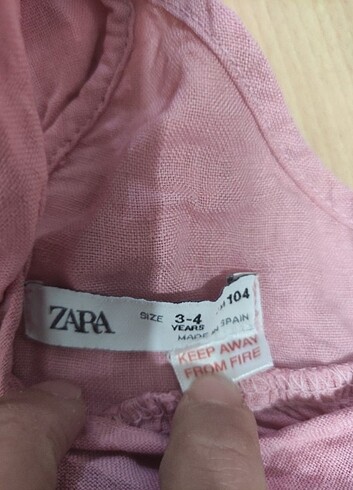 ZARA
SIZE 3-4 YEARS
104
MADE IN SPAIN
KEEP AWAY
FROM FIRE